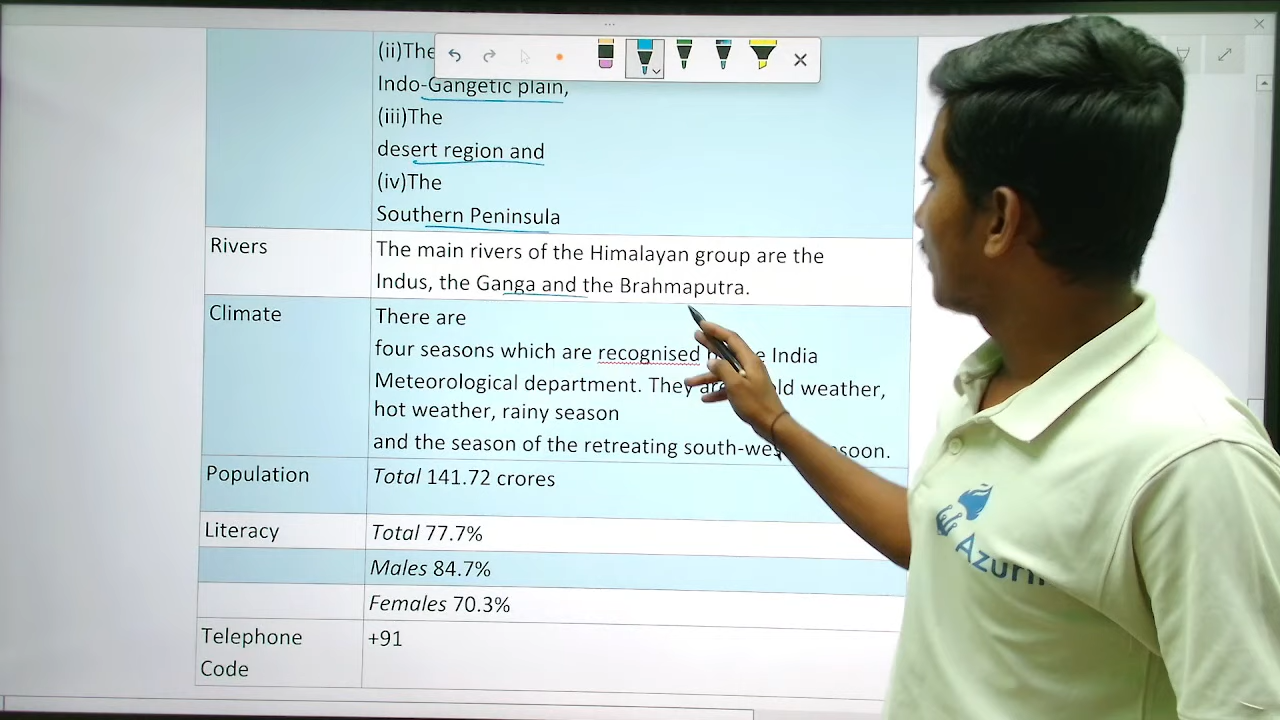 (ii)The
Indo-Gangetic plain,
(iii)The
desert region and
(iv)The
Southern Peninsula
Rivers
The main rivers of the Himalayan group are the
Indus, the Ganga and the Brahmaputra.
Climate
There are
four seasons which are recognised India
Meteorological department. They are weather,
hot weather, rainy season
and the season of the retreating
Population
Total 141.72 crores
Literacy
Total 77.7%
Males 84.7%
Females 70.3%
Telephone
Code
+91